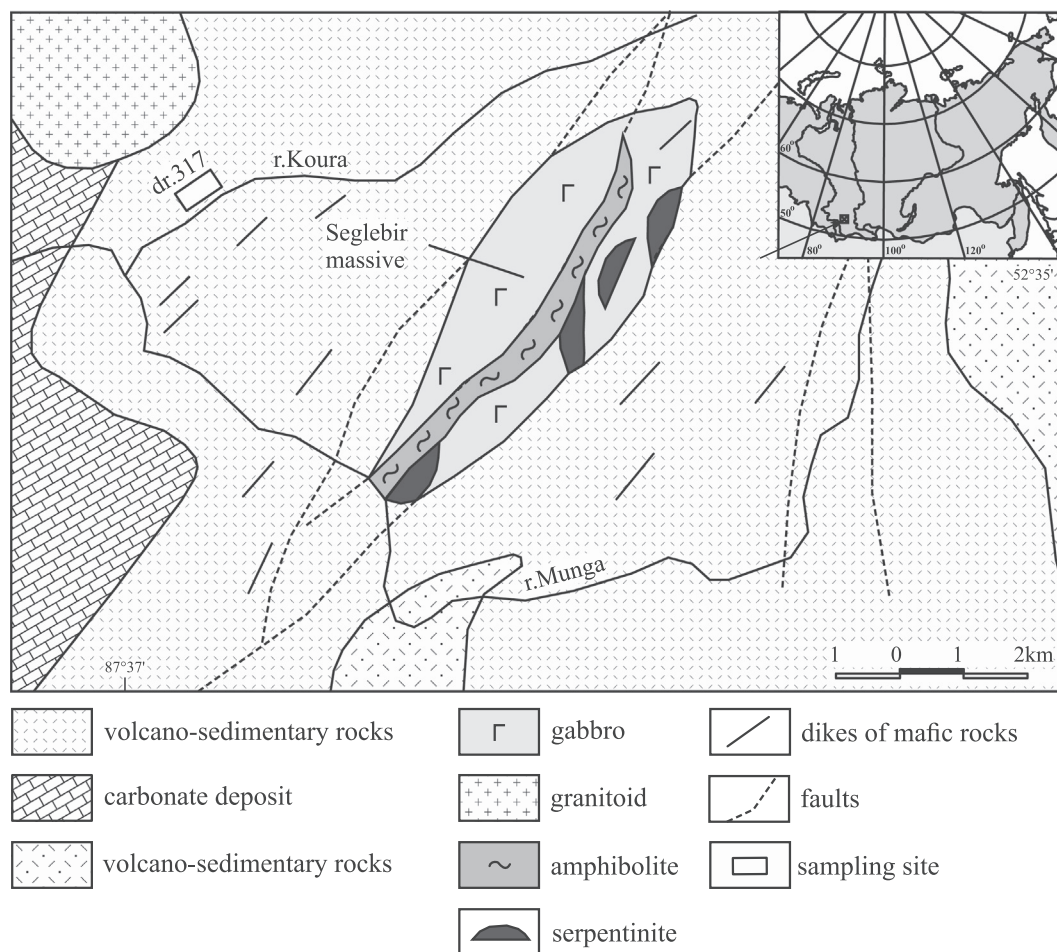 dr.317
r.Koura
Seglebir
massive
Γ
Γ
Γ
Γ
Γ
r.Munga
87°37'
52°35'
60°
50°
80°
100°
120°
1 0 1 2km
volcano-sedimentary rocks
carbonate deposit
volcano-sedimentary rocks
Γ gabbro
granitoid
amphibolite
serpentinite
dikes of mafic rocks
faults
sampling site